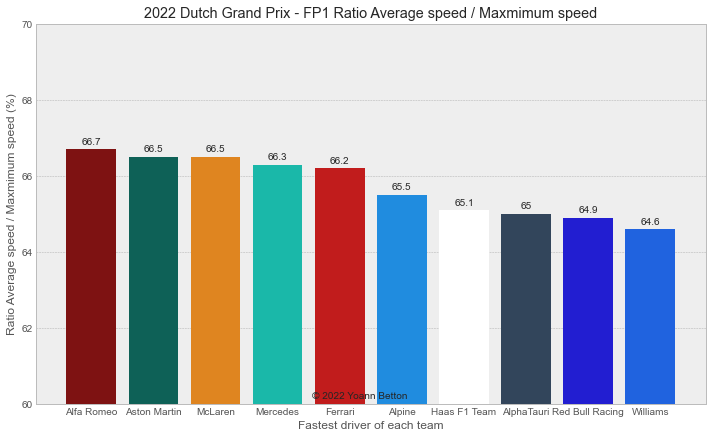 2022 Dutch Grand Prix - FP1 Ratio Average speed / Maxmimum speed
Ratio Average speed / Maxmimum speed (%)
70
68
66
64
62
60
66.7
66.5
66.5
66.3
66.2
65.5
65.1
65
64.9
64.6
© 2022 Yoann Betton
Alfa Romeo
Aston Martin
McLaren
Mercedes
Ferrari
Alpine
Haas F1 Team
AlphaTauri
Red Bull Racing
Williams
Fastest driver of each team